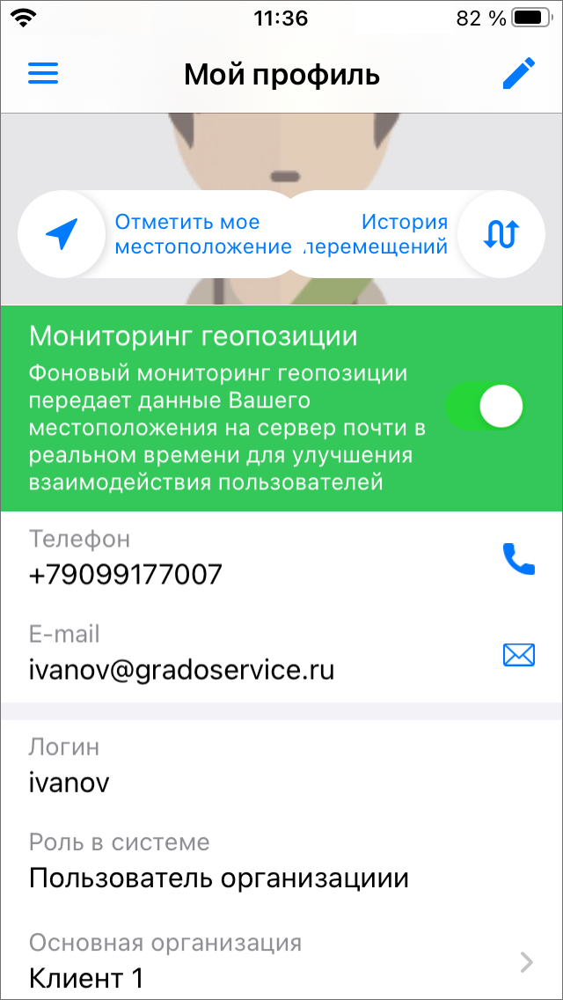 11:36
82 %
Мой профиль
Отметить мое
местоположение
История
перемещений
Мониторинг геопозиции
Фоновый мониторинг геопозиции
передает данные Вашего
местоположения на сервер почти в
реальном времени для улучшения
взаимодействия пользователей
Телефон
+79099177007
E-mail
ivanov@gradoservice.ru
Логин
ivanov
Роль в системе
Пользователь организациии
Основная организация
Клиент 1